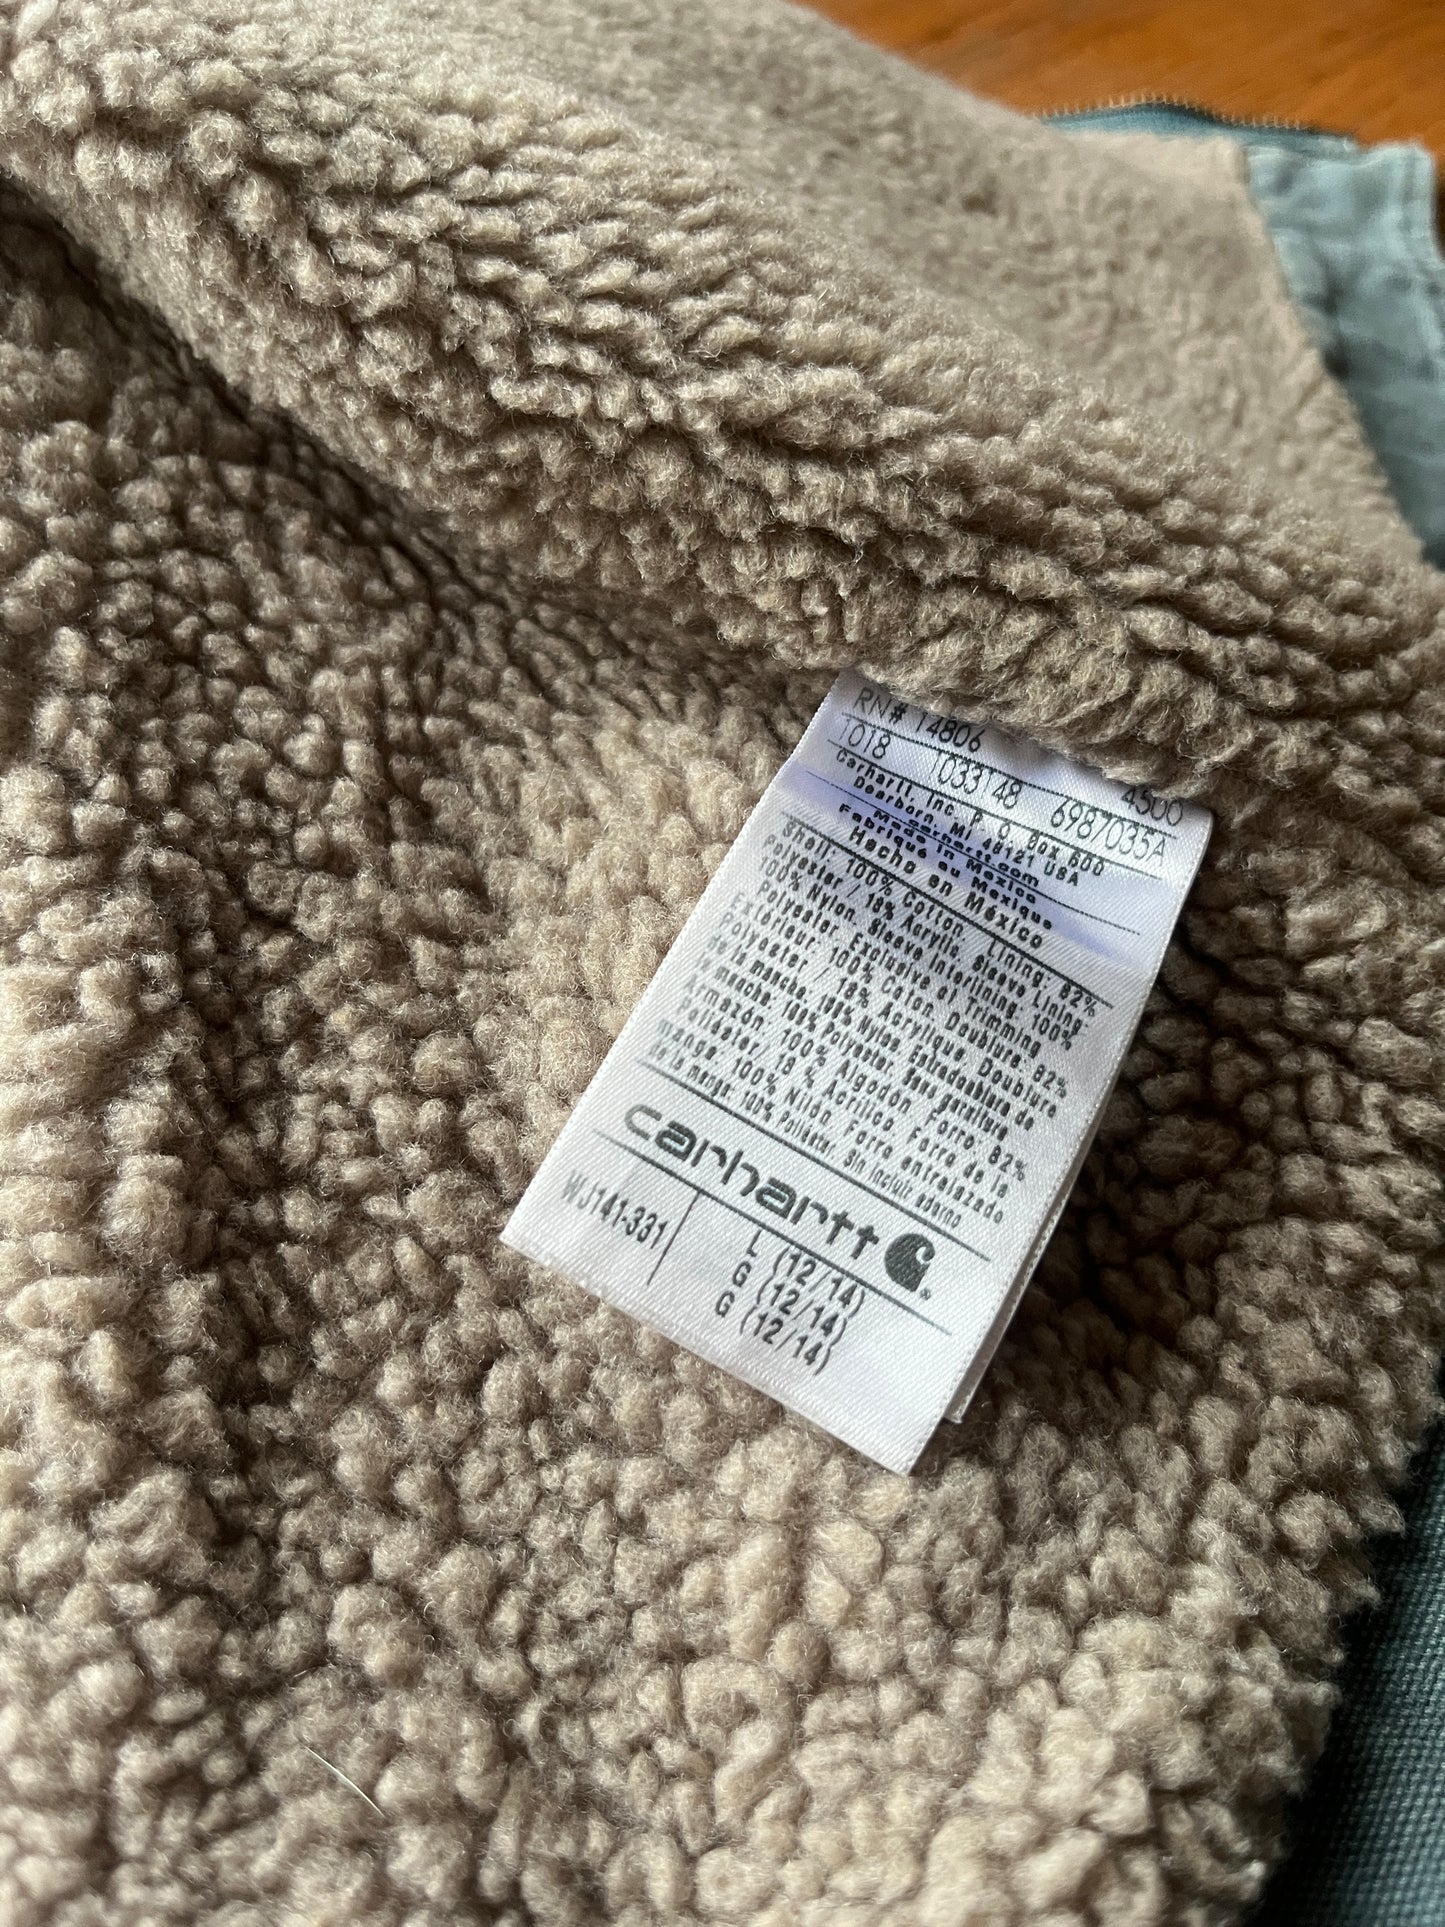 RN# 14806
1018 103314 8 4500
6987035A
Carhartt, Inc. P. O. Box 600
Dearborn, MI 48121 USA
carhartt.com
Made in Mexico
Fabriqué au Mexique
Hecho en México
Shell: 100% Cotton. Lining: 82%
Polyester / 18% Acrylic. Sleeve Lining:
100% Nylon. Sleeve Interlining: 100%
Polyester. Exclusive of Trimming
Extérieur: 100% Coton. Doublure: 82%
Polyester / 18% Acrylique. Doublure
de la manche: 100% Nylon. Entredoublure de
la manche: 100% Polyester. Sans garniture
Armazón: 100% Algodón. Forro: 82%
Poliéster / 18 % Acrílico. Forro de la
manga: 100% Nilón. Forro entrelazado
de la manga: 100% Poliéster. Sin incluir adorno
carhartt
WJ141-331
L (12/14)
G (12/14)
G (12/14)